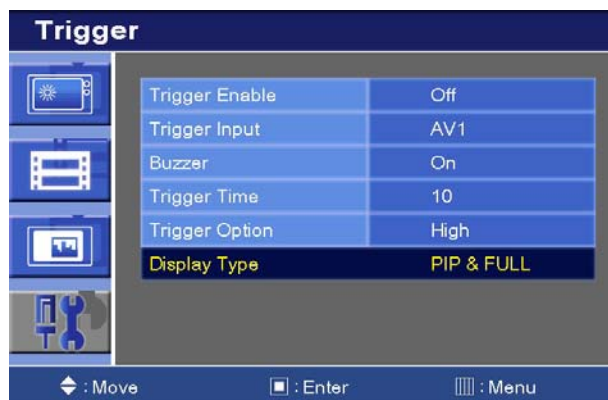 Trigger
Trigger Enable Off
Trigger Input AV1
Buzzer On
Trigger Time 10
Trigger Option High
Display Type PIP & FULL
: Move : Enter : Menu